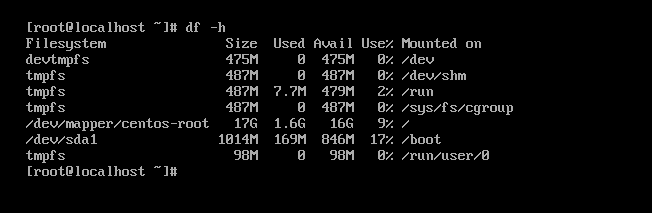 [root@localhost ~]# df -h
Filesystem               Size  Used Avail Use% Mounted on
devtmpfs                 475M     0  475M   0% /dev
tmpfs                    487M     0  487M   0% /dev/shm
tmpfs                    487M  7.7M  479M   2% /run
tmpfs                    487M     0  487M   0% /sys/fs/cgroup
/dev/mapper/centos-root   17G  1.6G   16G   9% /
/dev/sda1               1014M  169M  846M  17% /boot
tmpfs                     98M     0   98M   0% /run/user/0
[root@localhost ~]#